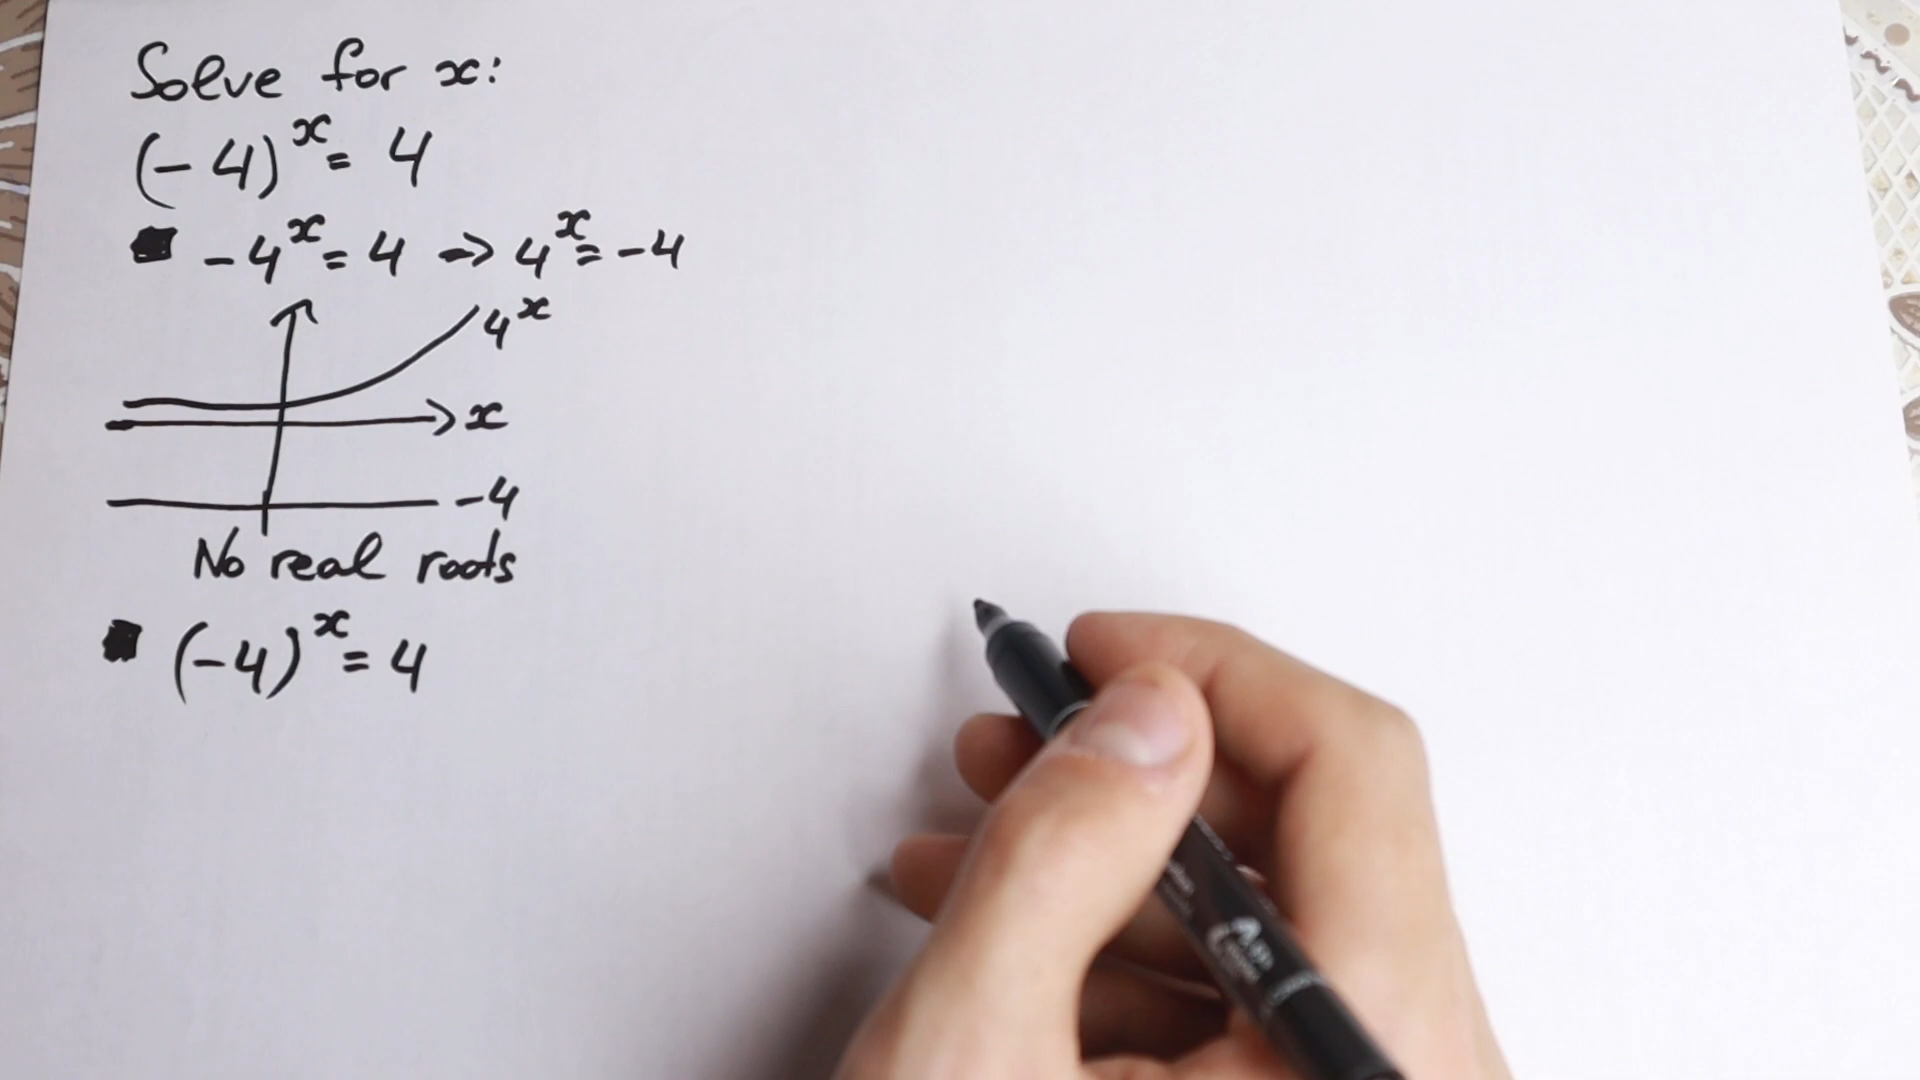 Solve for x:
(-4)^x = 4
-4^x = 4 → 4^x = -4
4^x
x
-4
No real roots
(-4)^x = 4